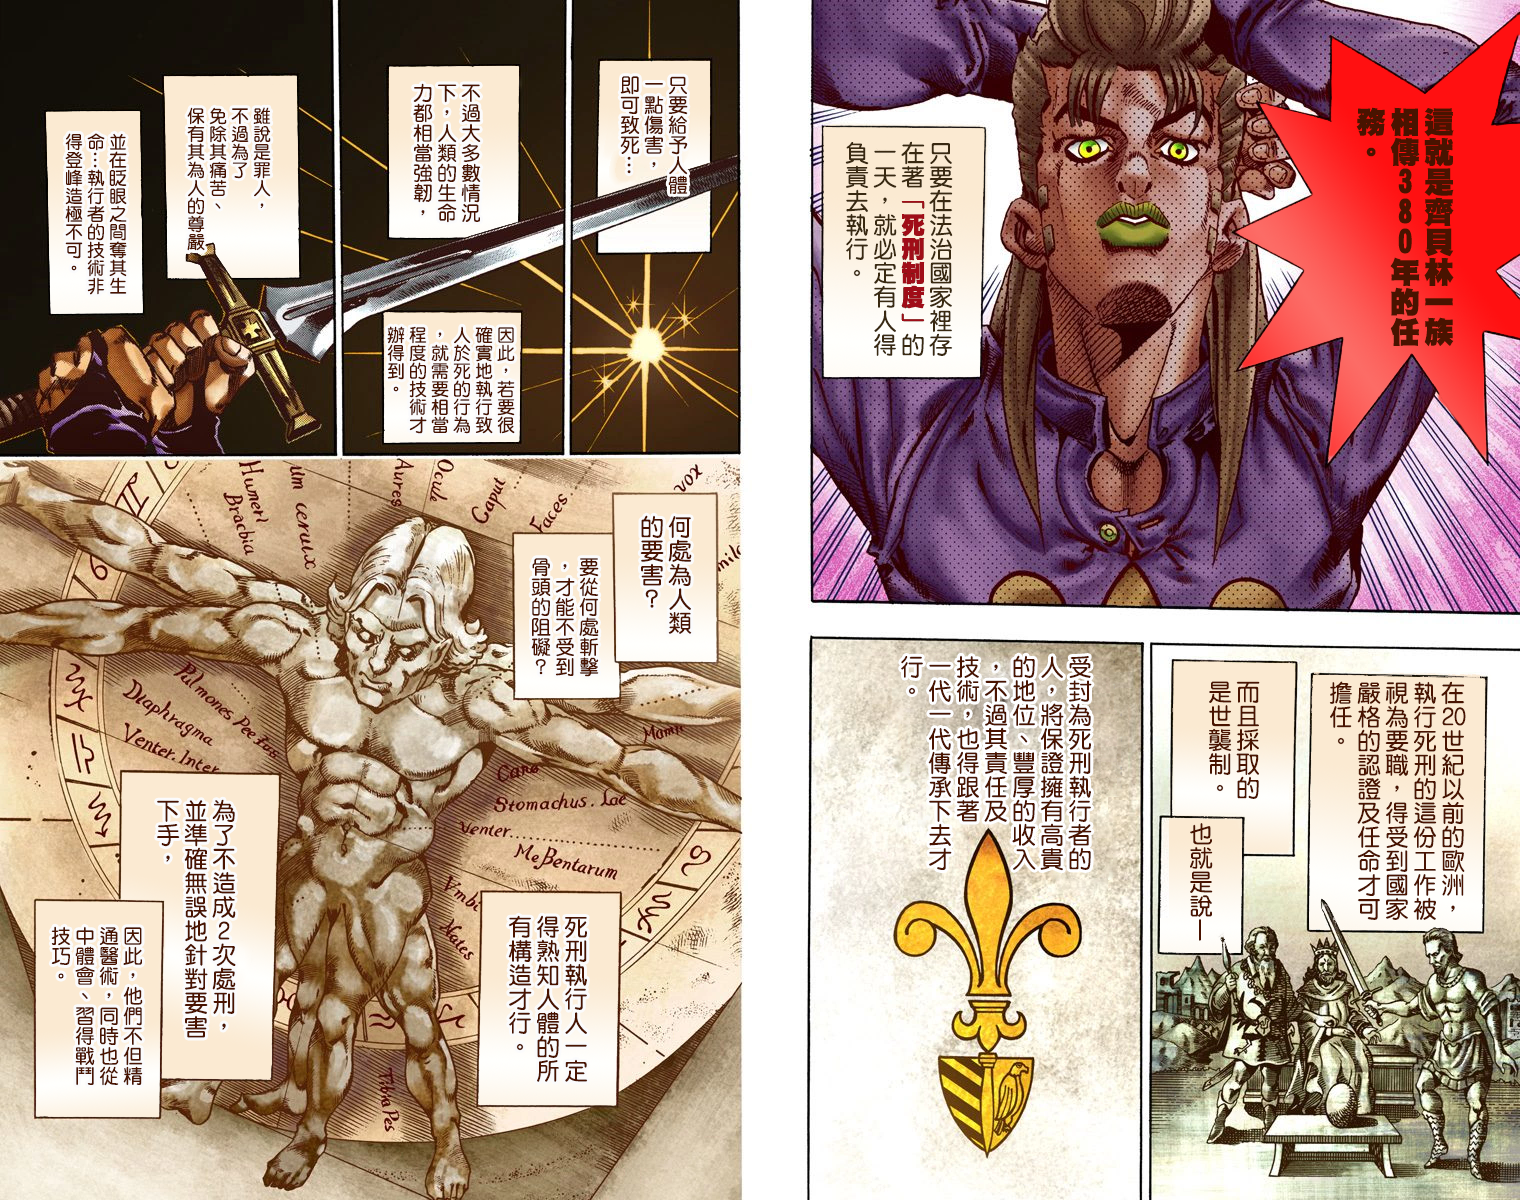 這就是齊貝林一族
相傳380年的任
務。
只要在法治國家裡存
在著「死刑制度」的
一天，就必定有人得
負責去執行。
在20世紀以前的歐洲，
執行死刑的這份工作被
視為要職，得受到國家
嚴格的認證及任命才可
擔任。
而且採取的
是世襲制。
也就是說—
受封為死刑執行者的
人，將保證擁有高貴
的地位、豐厚的收入
，不過其責任及
技術，也得跟著
一代一代傳承下去才
行。
只要給予人體
一點傷害，
即可致死…
不過大多數情況
下，人類的生命
力都相當強韌，
因此，若要很
確實地執行致
人於死的行為
，就需要相當
程度的技術才
辦得到。
雖說是罪人，
不過為了
免除其痛苦、
保有其為人的尊嚴
並在眨眼之間奪其生
命…執行者的技術非
得登峰造極不可。
何處為人類
的要害？
要從何處斬擊
，才能不受到
骨頭的阻礙？
死刑執行人一定
得熟知人體的所
有構造才行。
為了不造成2次處刑，
並準確無誤地針對要害
下手，
因此，他們不但精
通醫術，同時也從
中體會、習得戰鬥
技巧。
Humeri
Brachia
um ceruix
Aures
Ocule
Caput
Faces
vox
Pulmones Pec
Diaphragma
Venter. Inter
Stomachus. Lae
Venter
Umbi
Nates
Tibia Pes